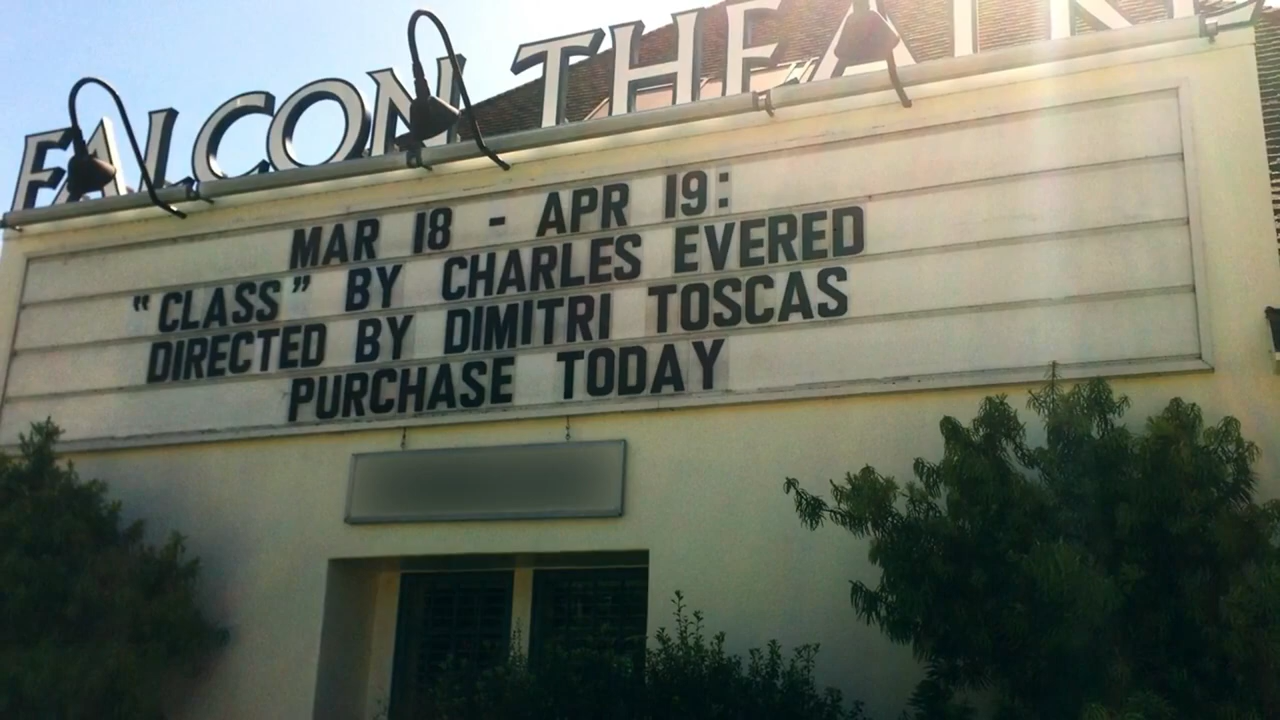 FALCON THEATRE
MAR 18 - APR 19:
"CLASS" BY CHARLES EVERED
DIRECTED BY DIMITRI TOSCAS
PURCHASE TODAY